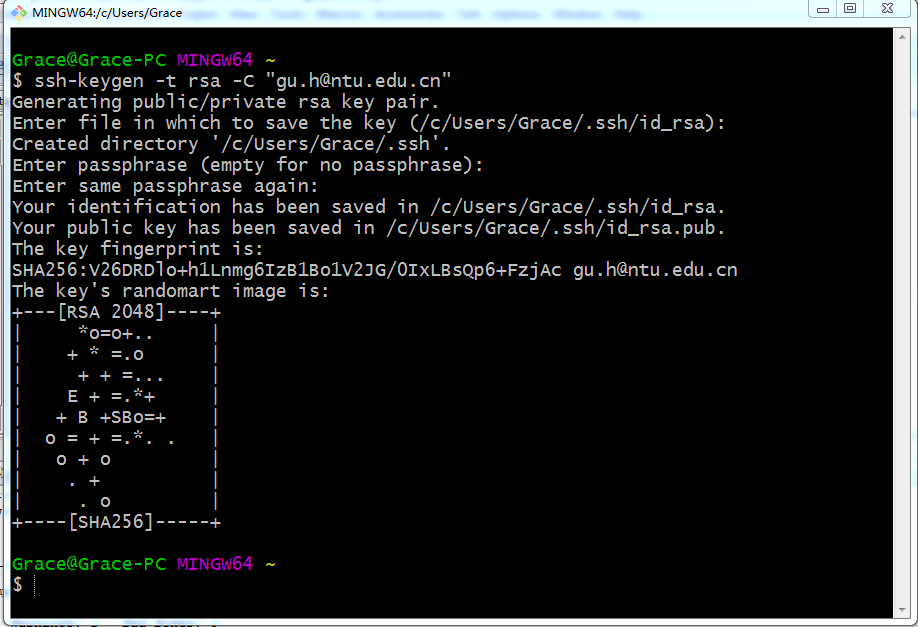 MINGW64:/c/Users/Grace
Grace@Grace-PC MINGW64 ~
$ ssh-keygen -t rsa -C "gu.h@ntu.edu.cn"
Generating public/private rsa key pair.
Enter file in which to save the key (/c/Users/Grace/.ssh/id_rsa):
Created directory '/c/Users/Grace/.ssh'.
Enter passphrase (empty for no passphrase):
Enter same passphrase again:
Your identification has been saved in /c/Users/Grace/.ssh/id_rsa.
Your public key has been saved in /c/Users/Grace/.ssh/id_rsa.pub.
The key fingerprint is:
SHA256:V26DRDlo+h1Lnmg6IzB1Bo1V2JG/0IxLBsQp6+FzjAc gu.h@ntu.edu.cn
The key's randomart image is:
+---[RSA 2048]----+
|     *o=o+..     |
|    + * =.o      |
|     + + =...    |
|    E + =.*+     |
|   + B +SBo=+    |
|  o = + =.*. .   |
|   o + o         |
|    . +          |
|     . o         |
+----[SHA256]-----+
Grace@Grace-PC MINGW64 ~
$